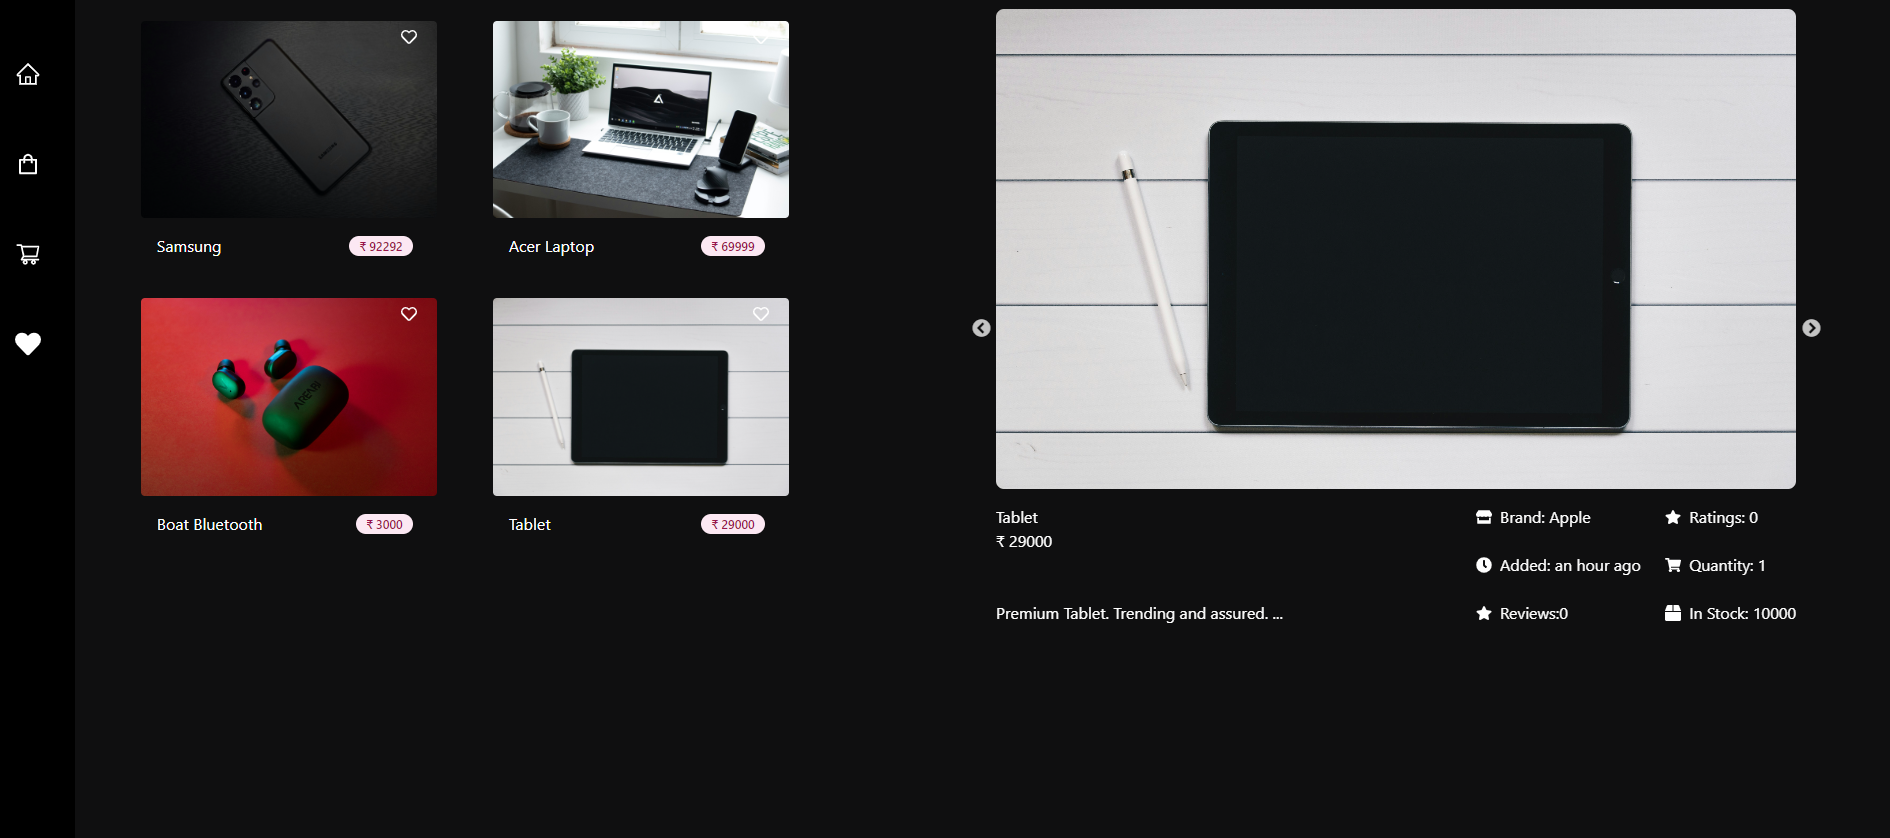 Samsung
₹ 92292
Acer Laptop
₹ 69999
Boat Bluetooth
₹ 3000
Tablet
₹ 29000
Tablet
₹ 29000
Premium Tablet. Trending and assured. ...
Brand: Apple
Ratings: 0
Added: an hour ago
Quantity: 1
Reviews:0
In Stock: 10000